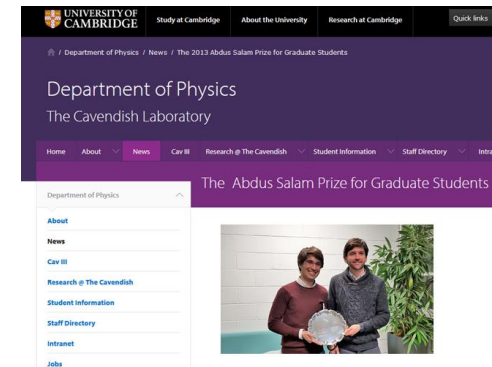 UNIVERSITY OF
CAMBRIDGE
Study at Cambridge
About the University
Research at Cambridge
Quick links
/ Department of Physics / News / The 2013 Abdus Salam Prize for Graduate Students
Department of Physics
The Cavendish Laboratory
Home About News Cav III Research @ The Cavendish Student Information Staff Directory Intra
The Abdus Salam Prize for Graduate Students
Department of Physics
About
News
Cav III
Research @ The Cavendish
Student Information
Staff Directory
Intranet
Jobs